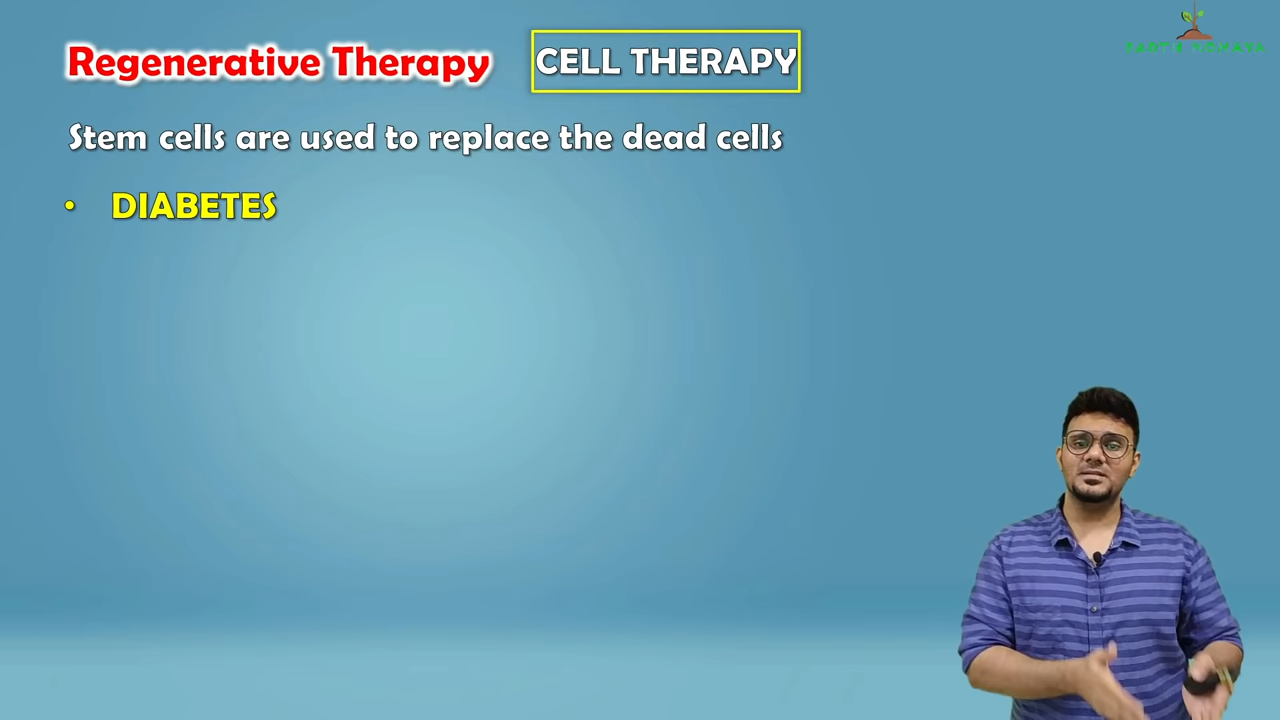 Regenerative Therapy CELL THERAPY
Stem cells are used to replace the dead cells
• DIABETES